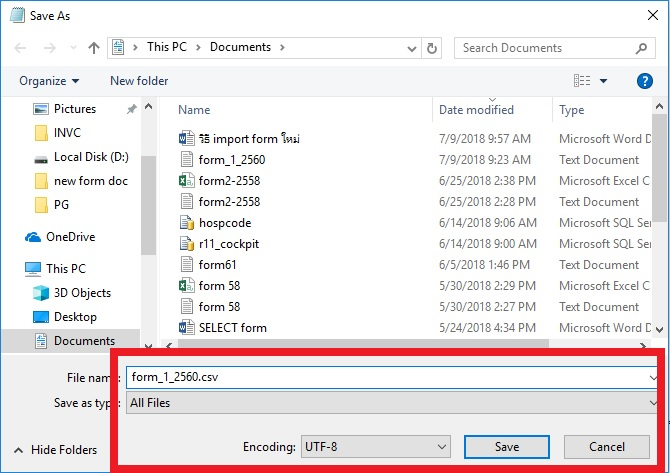 Save As
This PC > Documents >
Search Documents
Organize
New folder
Pictures
INVC
Local Disk (D:)
new form doc
PG
OneDrive
This PC
3D Objects
Desktop
Documents
Name Date modified Type
วิธี import form ใหม่ 7/9/2018 9:57 AM Microsoft Word D
form_1_2560 7/9/2018 9:23 AM Text Document
form2-2558 6/25/2018 2:38 PM Microsoft Excel C
form2-2558 6/25/2018 2:28 PM Text Document
hospcode 6/14/2018 9:06 AM Microsoft SQL Ser
r11_cockpit 6/14/2018 9:00 AM Microsoft SQL Ser
form61 6/5/2018 1:46 PM Text Document
form 58 5/30/2018 2:29 PM Microsoft Excel C
form 58 5/30/2018 2:27 PM Text Document
SELECT form 5/24/2018 4:34 PM Microsoft Word D
File name: form_1_2560.csv
Save as type: All Files
Hide Folders
Encoding: UTF-8
Save
Cancel